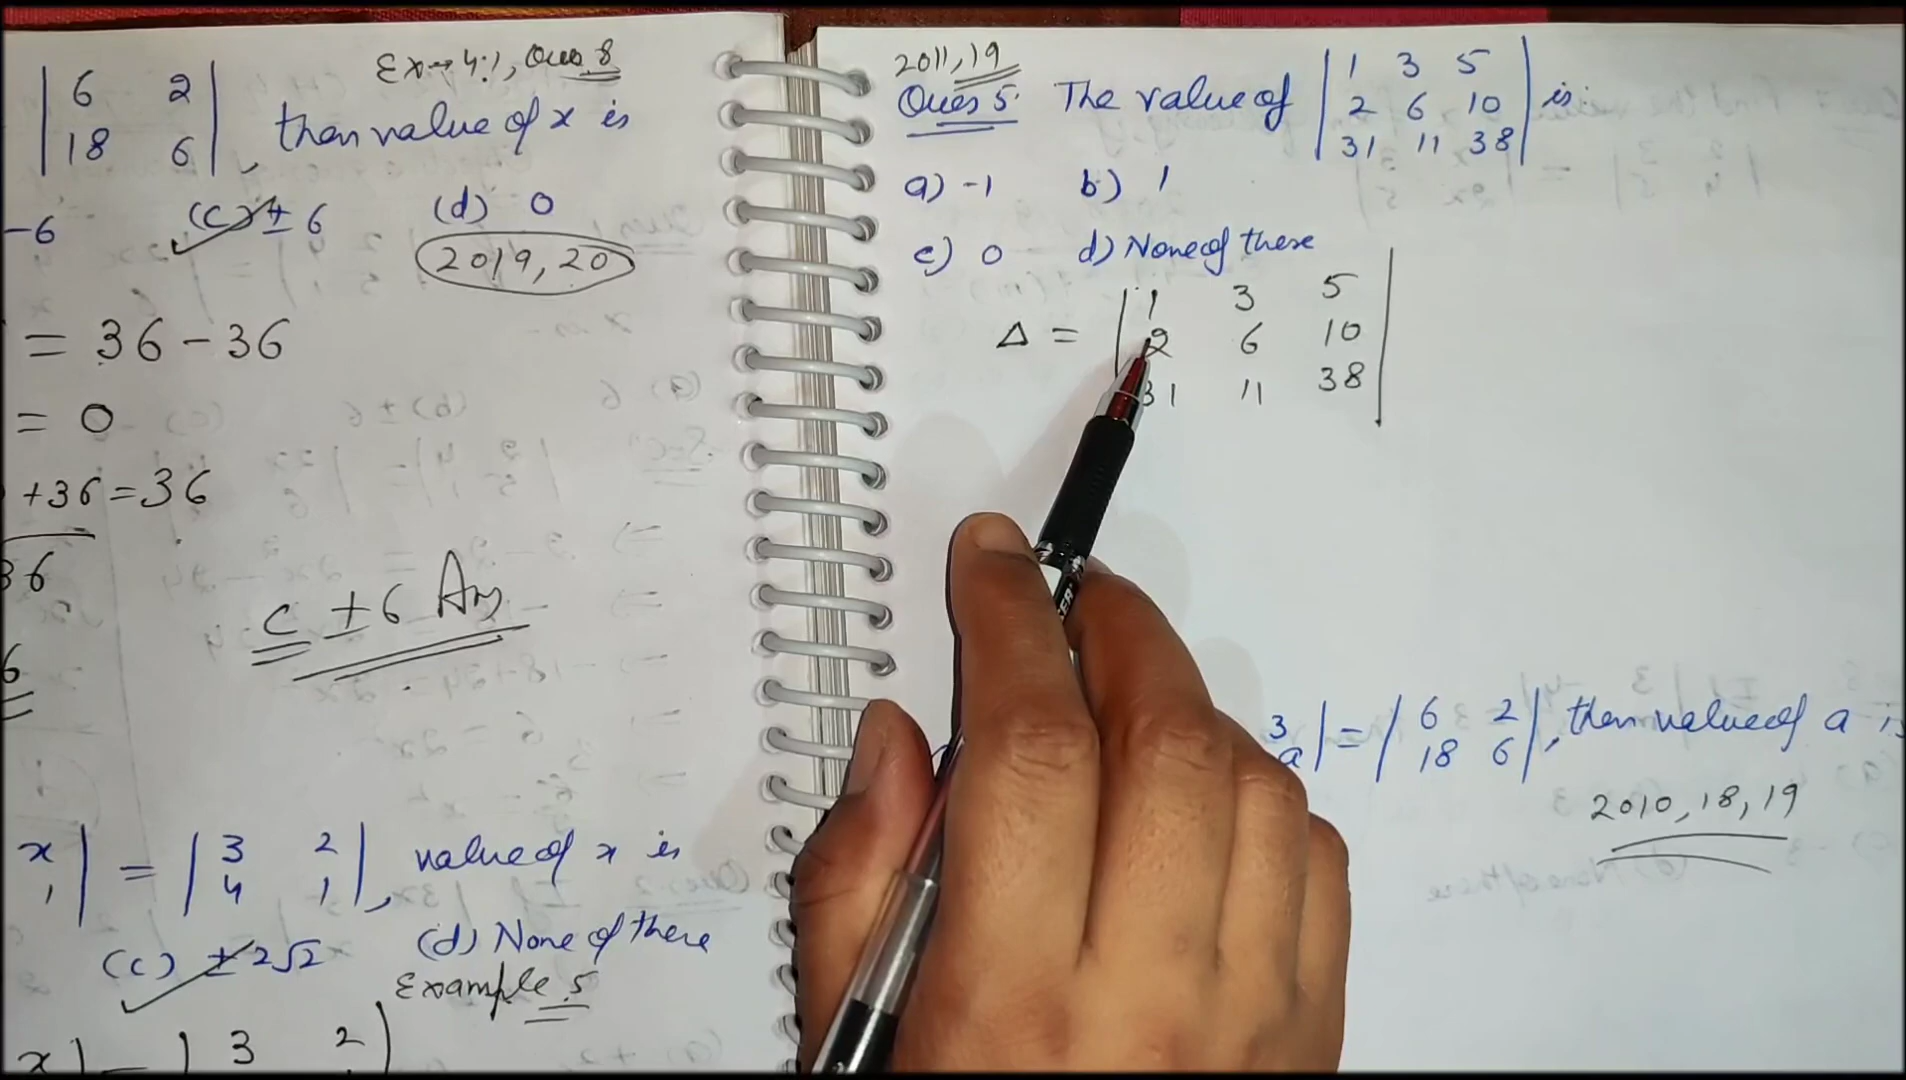 Ex→4.1, Ques 8
| 6 2 |
| 18 6 |, then value of x is
-6 (c) ± 6 (d) 0
2019, 20
= 36 - 36
= 0
+36 = 36
36
6
c ±6 Ans
| x | = | 3 2 |, value of x is
| 1 | | 4 1 |
(c) ±2√2 (d) None of these
Example 5
x | = | 3 2 |
2011, 19
Ques 5. The value of | 1 3 5 | is
| 2 6 10 |
| 31 11 38 |
a) -1 b) 1
c) 0 d) None of these
Δ = | 1 3 5 |
| 2 6 10 |
| 31 11 38 |
3 | = | 6 2 |, then value of a is
a | | 18 6 |
2010, 18, 19